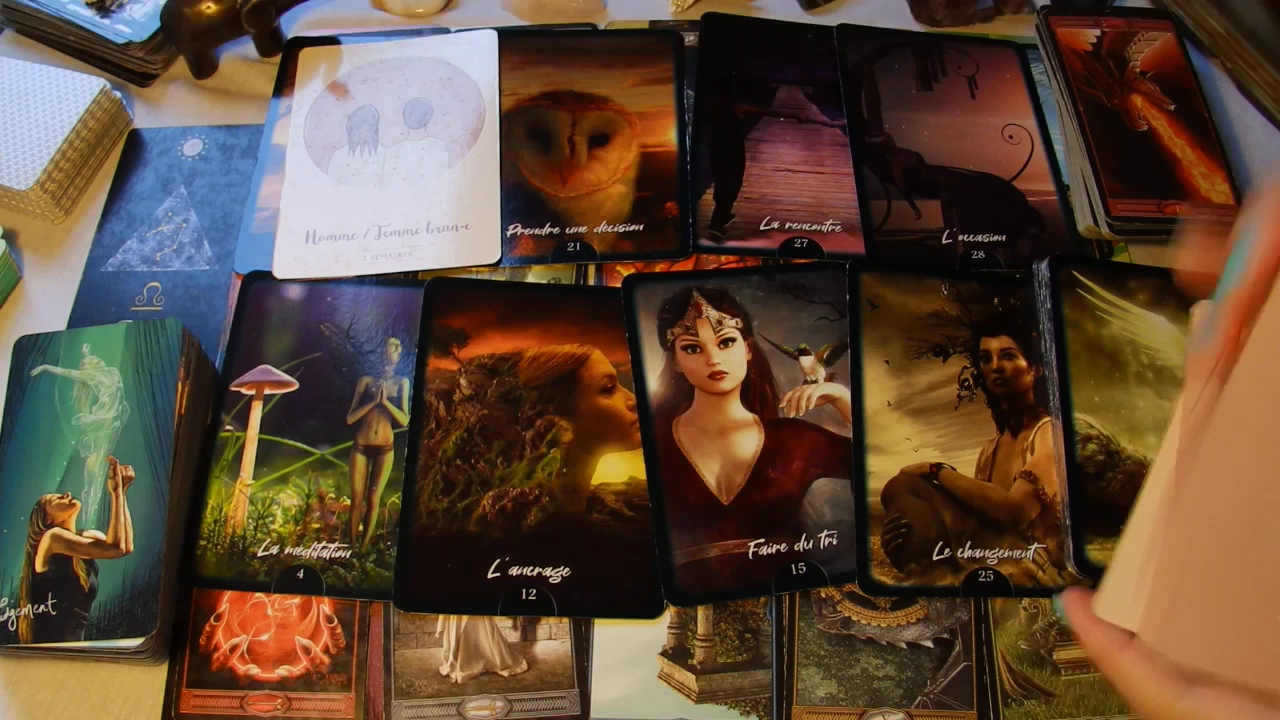 Homme / Femme brune
Prendre une décision
21
La rencontre
27
L'occasion
28
La méditation
4
L'ancrage
12
Faire du tri
15
Le changement
25